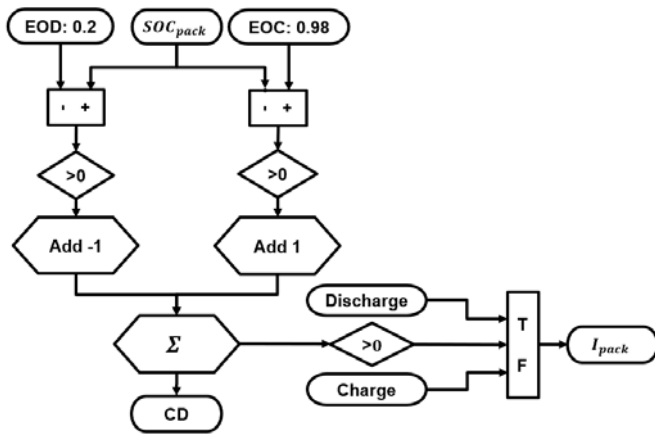 EOD: 0.2
SOC_pack
EOC: 0.98
- +
- +
>0
>0
Add -1
Add 1
Discharge
Σ
>0
T
F
I_pack
Charge
CD